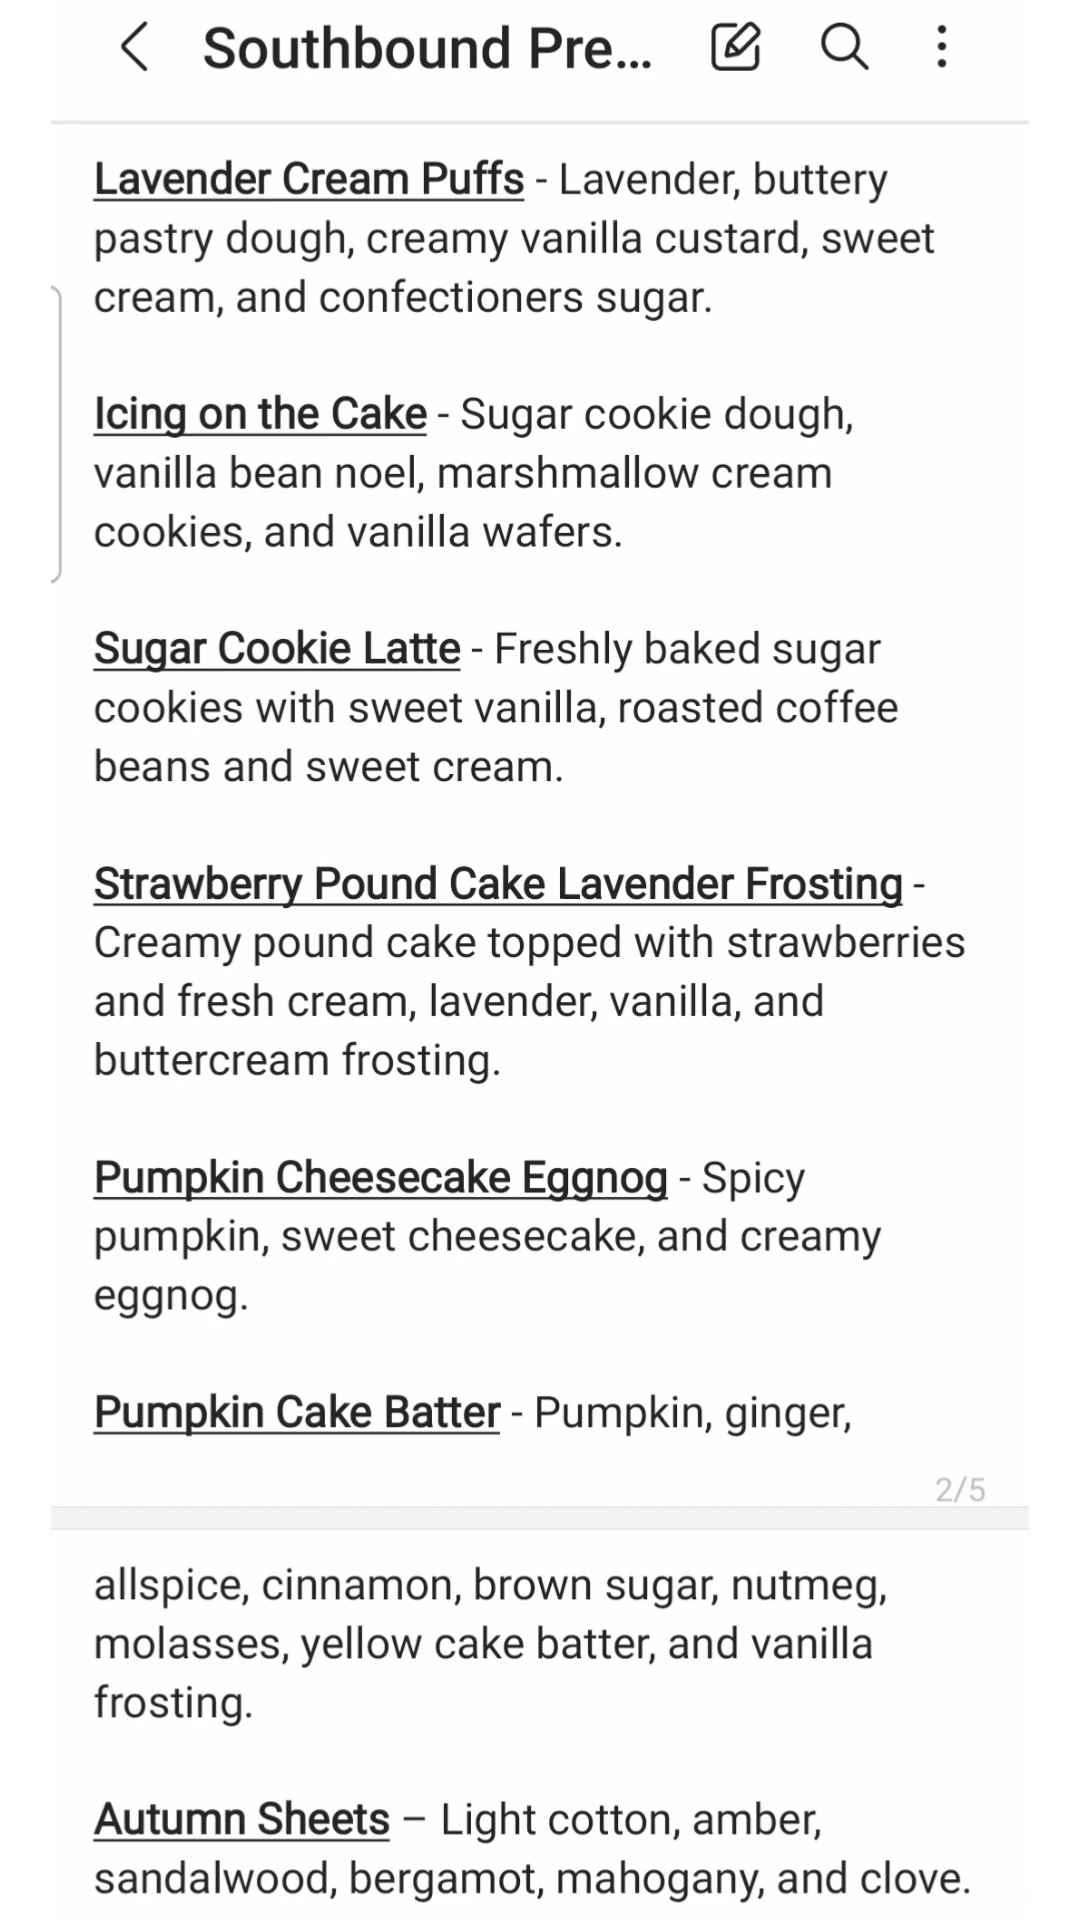 Southbound Pre...
Lavender Cream Puffs - Lavender, buttery
pastry dough, creamy vanilla custard, sweet
cream, and confectioners sugar.
Icing on the Cake - Sugar cookie dough,
vanilla bean noel, marshmallow cream
cookies, and vanilla wafers.
Sugar Cookie Latte - Freshly baked sugar
cookies with sweet vanilla, roasted coffee
beans and sweet cream.
Strawberry Pound Cake Lavender Frosting -
Creamy pound cake topped with strawberries
and fresh cream, lavender, vanilla, and
buttercream frosting.
Pumpkin Cheesecake Eggnog - Spicy
pumpkin, sweet cheesecake, and creamy
eggnog.
Pumpkin Cake Batter - Pumpkin, ginger,
2/5
allspice, cinnamon, brown sugar, nutmeg,
molasses, yellow cake batter, and vanilla
frosting.
Autumn Sheets – Light cotton, amber,
sandalwood, bergamot, mahogany, and clove.